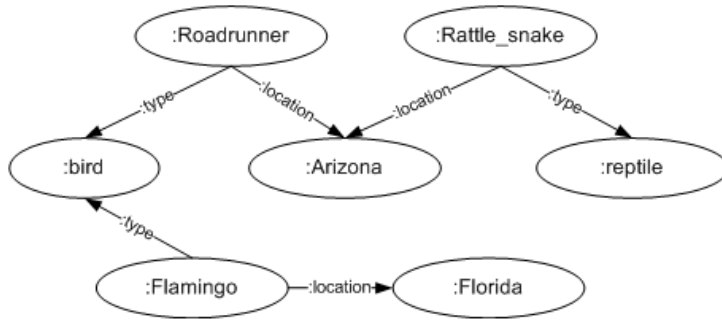 :Roadrunner
:Rattle_snake
:type
:location
:location
:type
:bird
:Arizona
:reptile
:type
:Flamingo
:location
:Florida